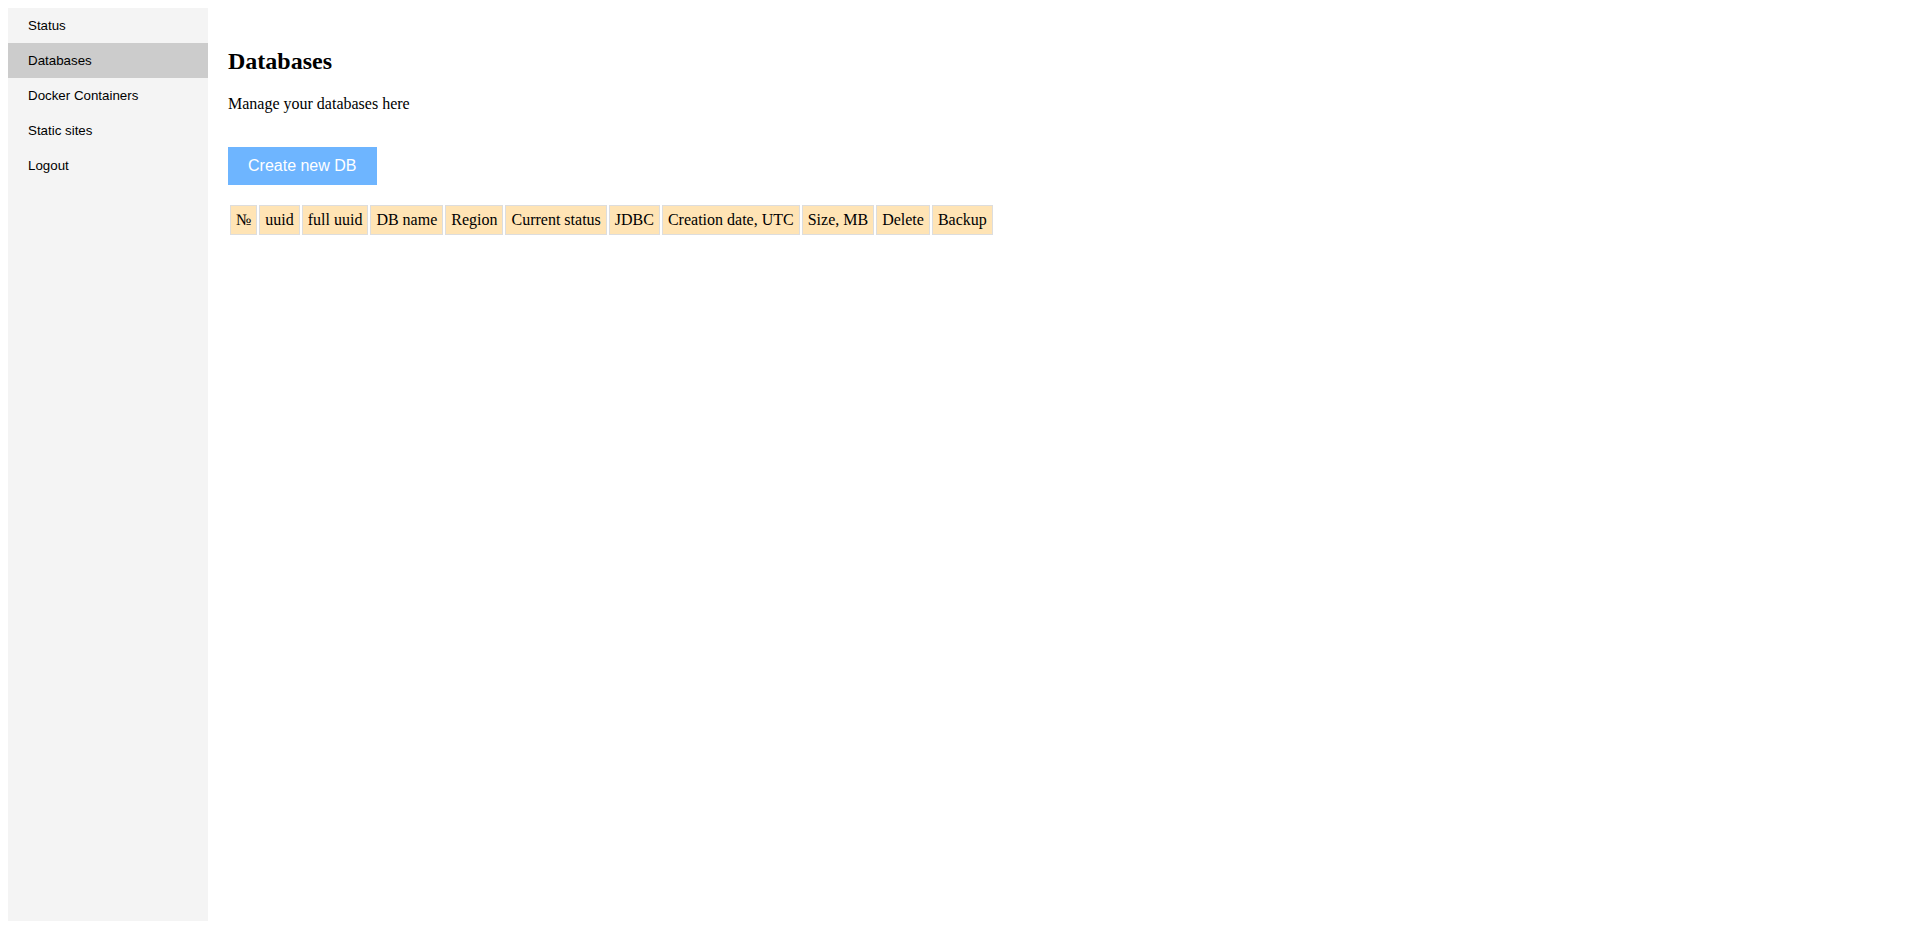 Status
Databases
Docker Containers
Static sites
Logout
Databases
Manage your databases here
Create new DB
№ uuid full uuid DB name Region Current status JDBC Creation date, UTC Size, MB Delete Backup